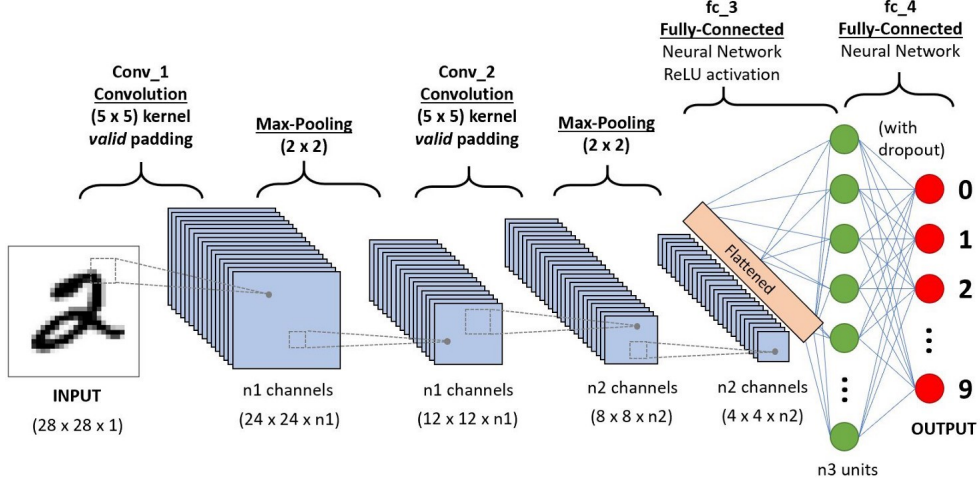 fc_3
Fully-Connected
Neural Network
ReLU activation
fc_4
Fully-Connected
Neural Network
Conv_1
Convolution
(5 x 5) kernel
valid padding
Max-Pooling
(2 x 2)
Conv_2
Convolution
(5 x 5) kernel
valid padding
Max-Pooling
(2 x 2)
(with
dropout)
Flattened
0
1
2
9
2
INPUT
(28 x 28 x 1)
n1 channels
(24 x 24 x n1)
n1 channels
(12 x 12 x n1)
n2 channels
(8 x 8 x n2)
n2 channels
(4 x 4 x n2)
OUTPUT
n3 units